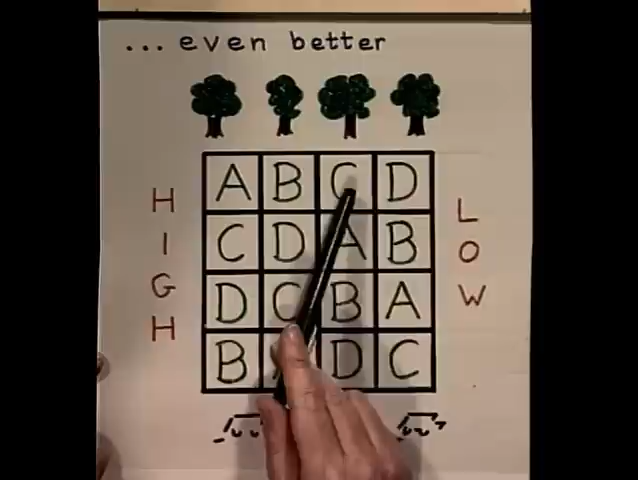 ... even better
A B C D
C D A B
D C B A
B D C
HIGH
LOW